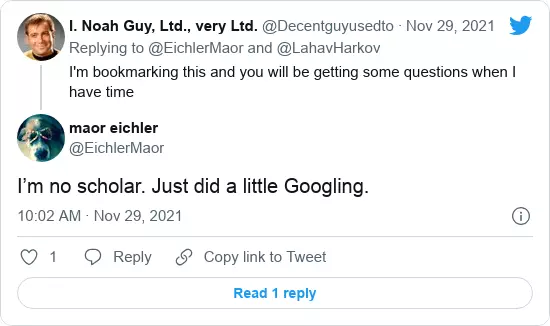 I. Noah Guy, Ltd., very Ltd. @Decentguyusedto · Nov 29, 2021
Replying to @EichlerMaor and @LahavHarkov
I'm bookmarking this and you will be getting some questions when I
have time
maor eichler
@EichlerMaor
I’m no scholar. Just did a little Googling.
10:02 AM · Nov 29, 2021
1 Reply Copy link to Tweet
Read 1 reply